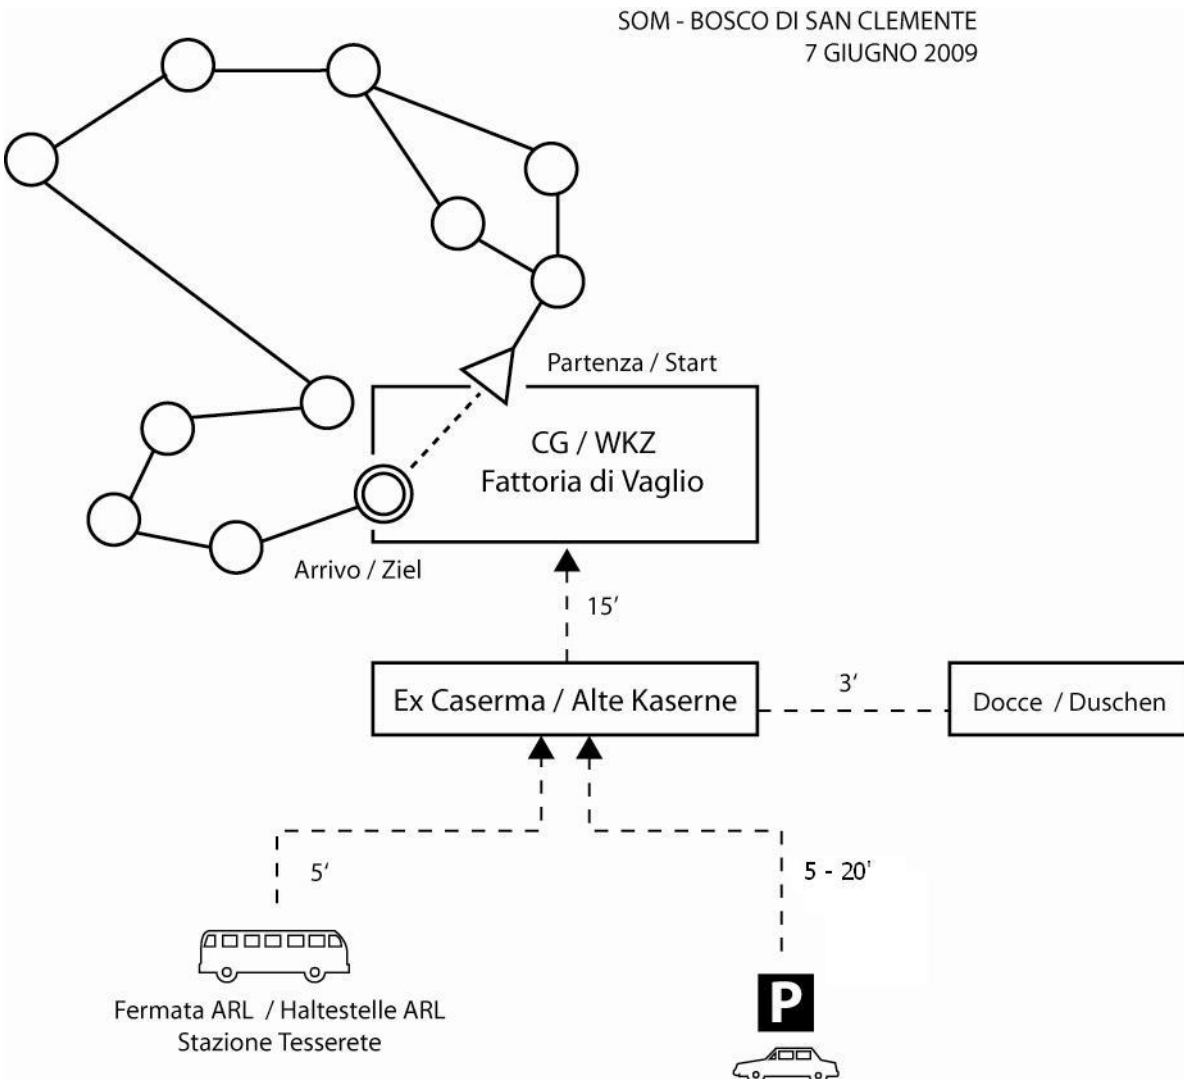 SOM - BOSCO DI SAN CLEMENTE
7 GIUGNO 2009
Partenza / Start
CG / WKZ
Fattoria di Vaglio
Arrivo / Ziel
15‘
Ex Caserma / Alte Kaserne
3‘
Docce / Duschen
5‘
5 - 20'
P
Fermata ARL / Haltestelle ARL
Stazione Tesserete